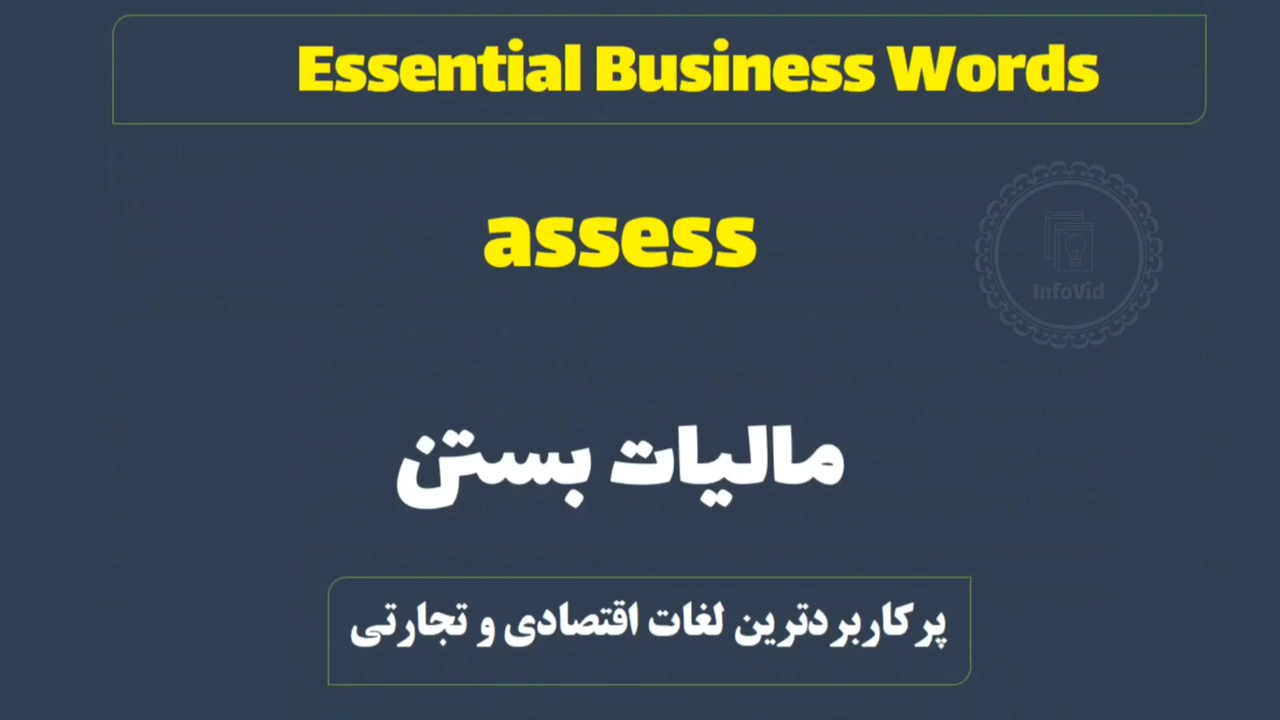 Essential Business Words
assess
InfoVid
مالیات بستن
پرکاربردترین لغات اقتصادی و تجارتی